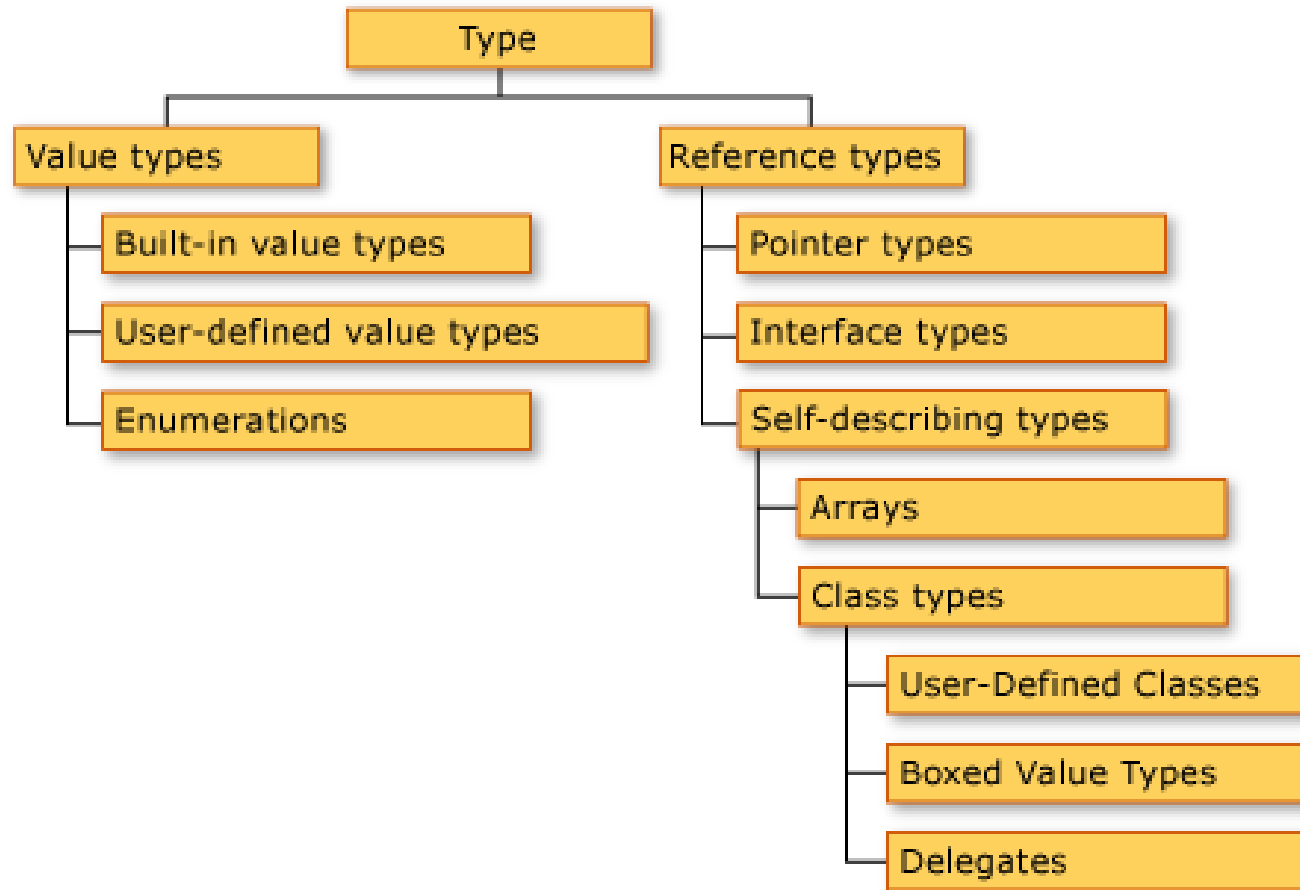 Type
Value types
Built-in value types
User-defined value types
Enumerations
Reference types
Pointer types
Interface types
Self-describing types
Arrays
Class types
User-Defined Classes
Boxed Value Types
Delegates